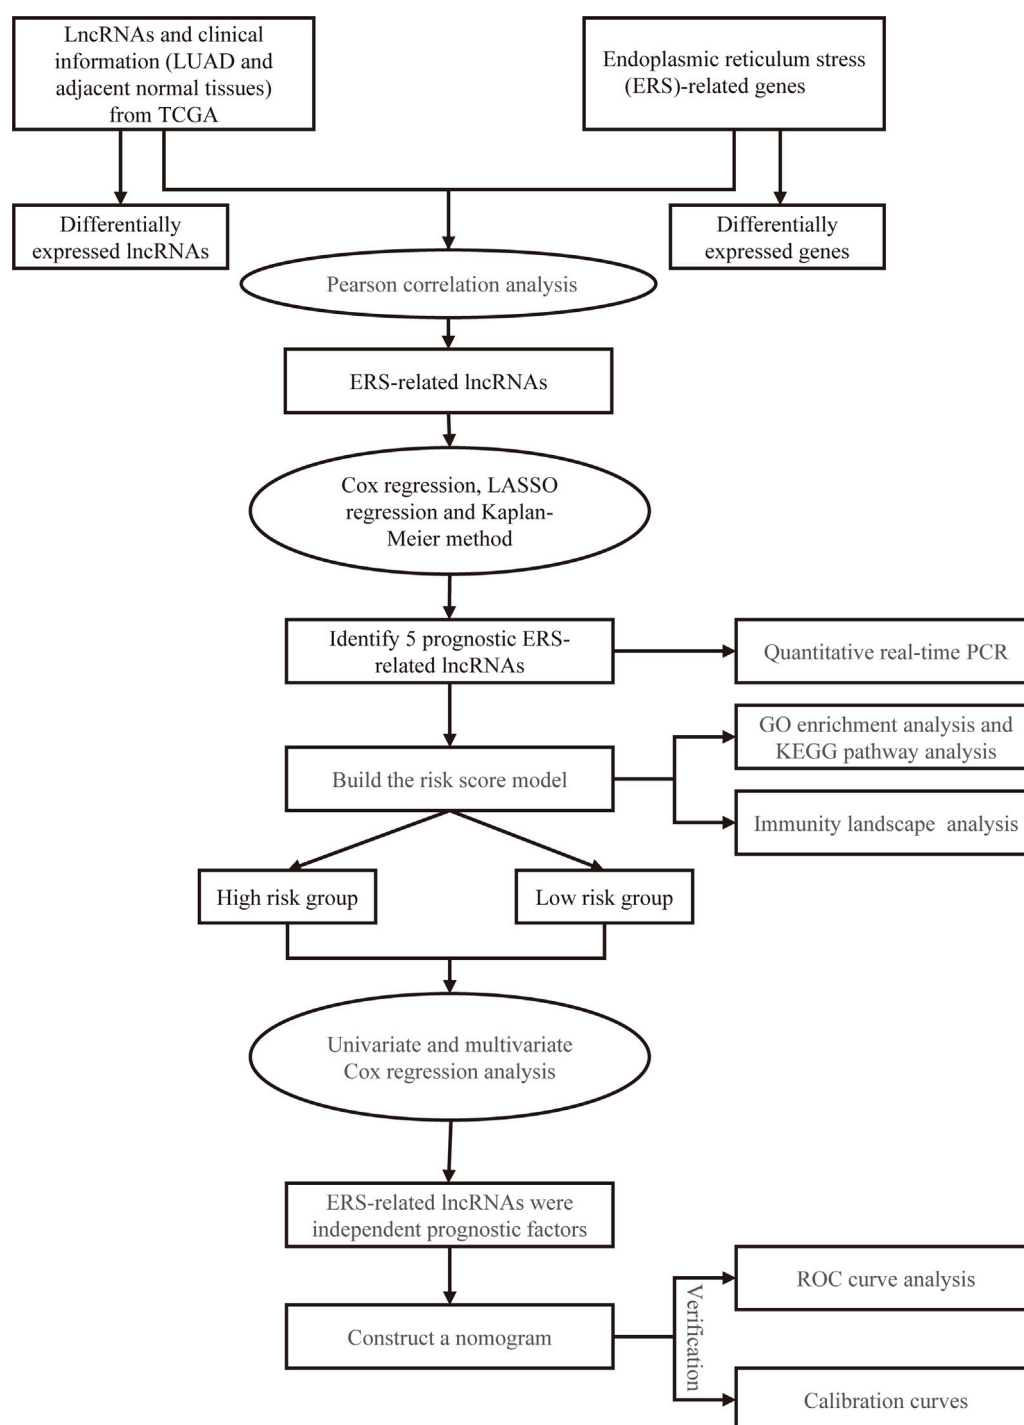 LncRNAs and clinical
information (LUAD and
adjacent normal tissues)
from TCGA
Endoplasmic reticulum stress
(ERS)-related genes
Differentially
expressed lncRNAs
Differentially
expressed genes
Pearson correlation analysis
ERS-related lncRNAs
Cox regression, LASSO
regression and Kaplan-
Meier method
Identify 5 prognostic ERS-
related lncRNAs
Quantitative real-time PCR
GO enrichment analysis and
KEGG pathway analysis
Build the risk score model
Immunity landscape analysis
High risk group
Low risk group
Univariate and multivariate
Cox regression analysis
ERS-related lncRNAs were
independent prognostic factors
ROC curve analysis
Construct a nomogram
Verification
Calibration curves